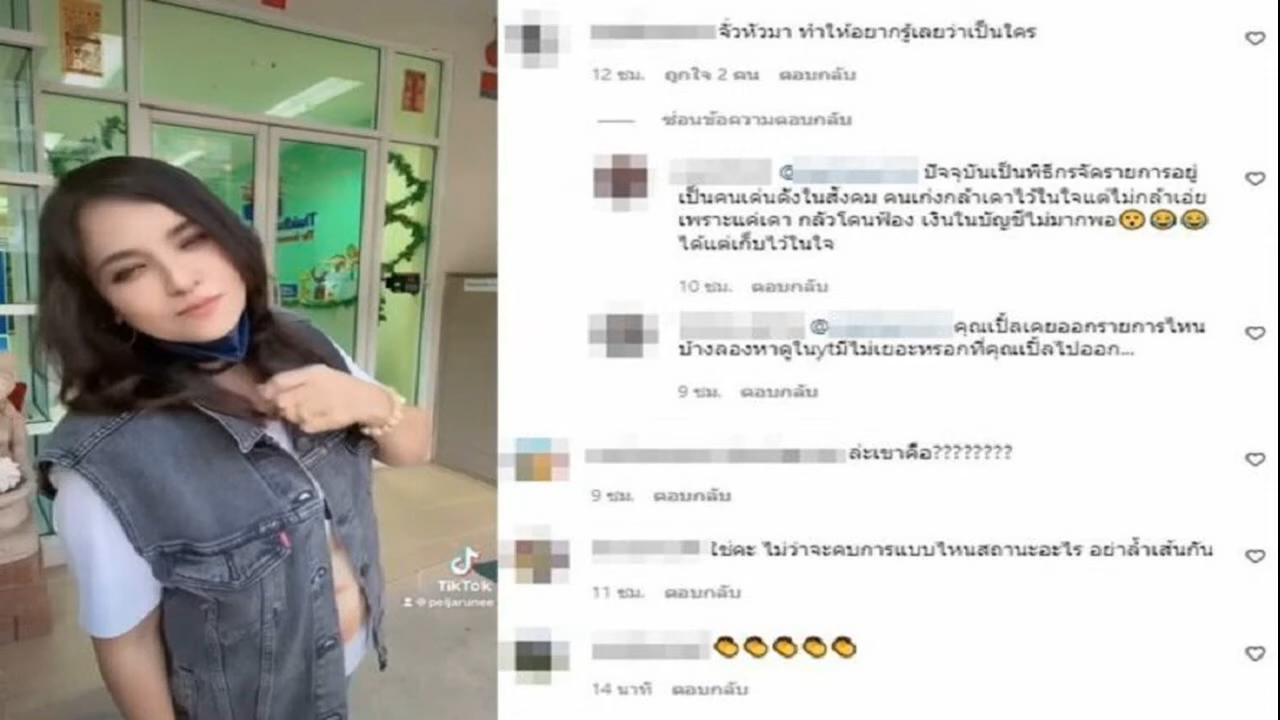 TikTok
@peljarunee
จั่วหัวมา ทำให้อยากรู้เลยว่าเป็นใคร
12 ชม. ถูกใจ 2 คน ตอบกลับ
ซ่อนข้อความตอบกลับ
@ ปัจจุบันเป็นพิธีกรจัดรายการอยู่
เป็นคนเด่นดังในสังคม คนเก่งกล้าเดาไว้ในใจแต่ไม่กล้าเอ่ย
เพราะแค่เดา กลัวโดนฟ้อง เงินในบัญชีไม่มากพอ😯😂😂
ได้แต่เก็บไว้ในใจ
10 ชม. ตอบกลับ
@ คุณเปิ้ลเคยออกรายการไหน
บ้างลองหาดูในytมีไม่เยอะหรอกที่คุณเปิ้ลไปออก...
9 ชม. ตอบกลับ
ล่ะเขาคือ????????
9 ชม. ตอบกลับ
ใช่คะ ไม่ว่าจะคบการแบบไหนสถานะอะไร อย่าล้ำเส้นกัน
11 ชม. ตอบกลับ
👏👏👏👏👏
14 นาที ตอบกลับ